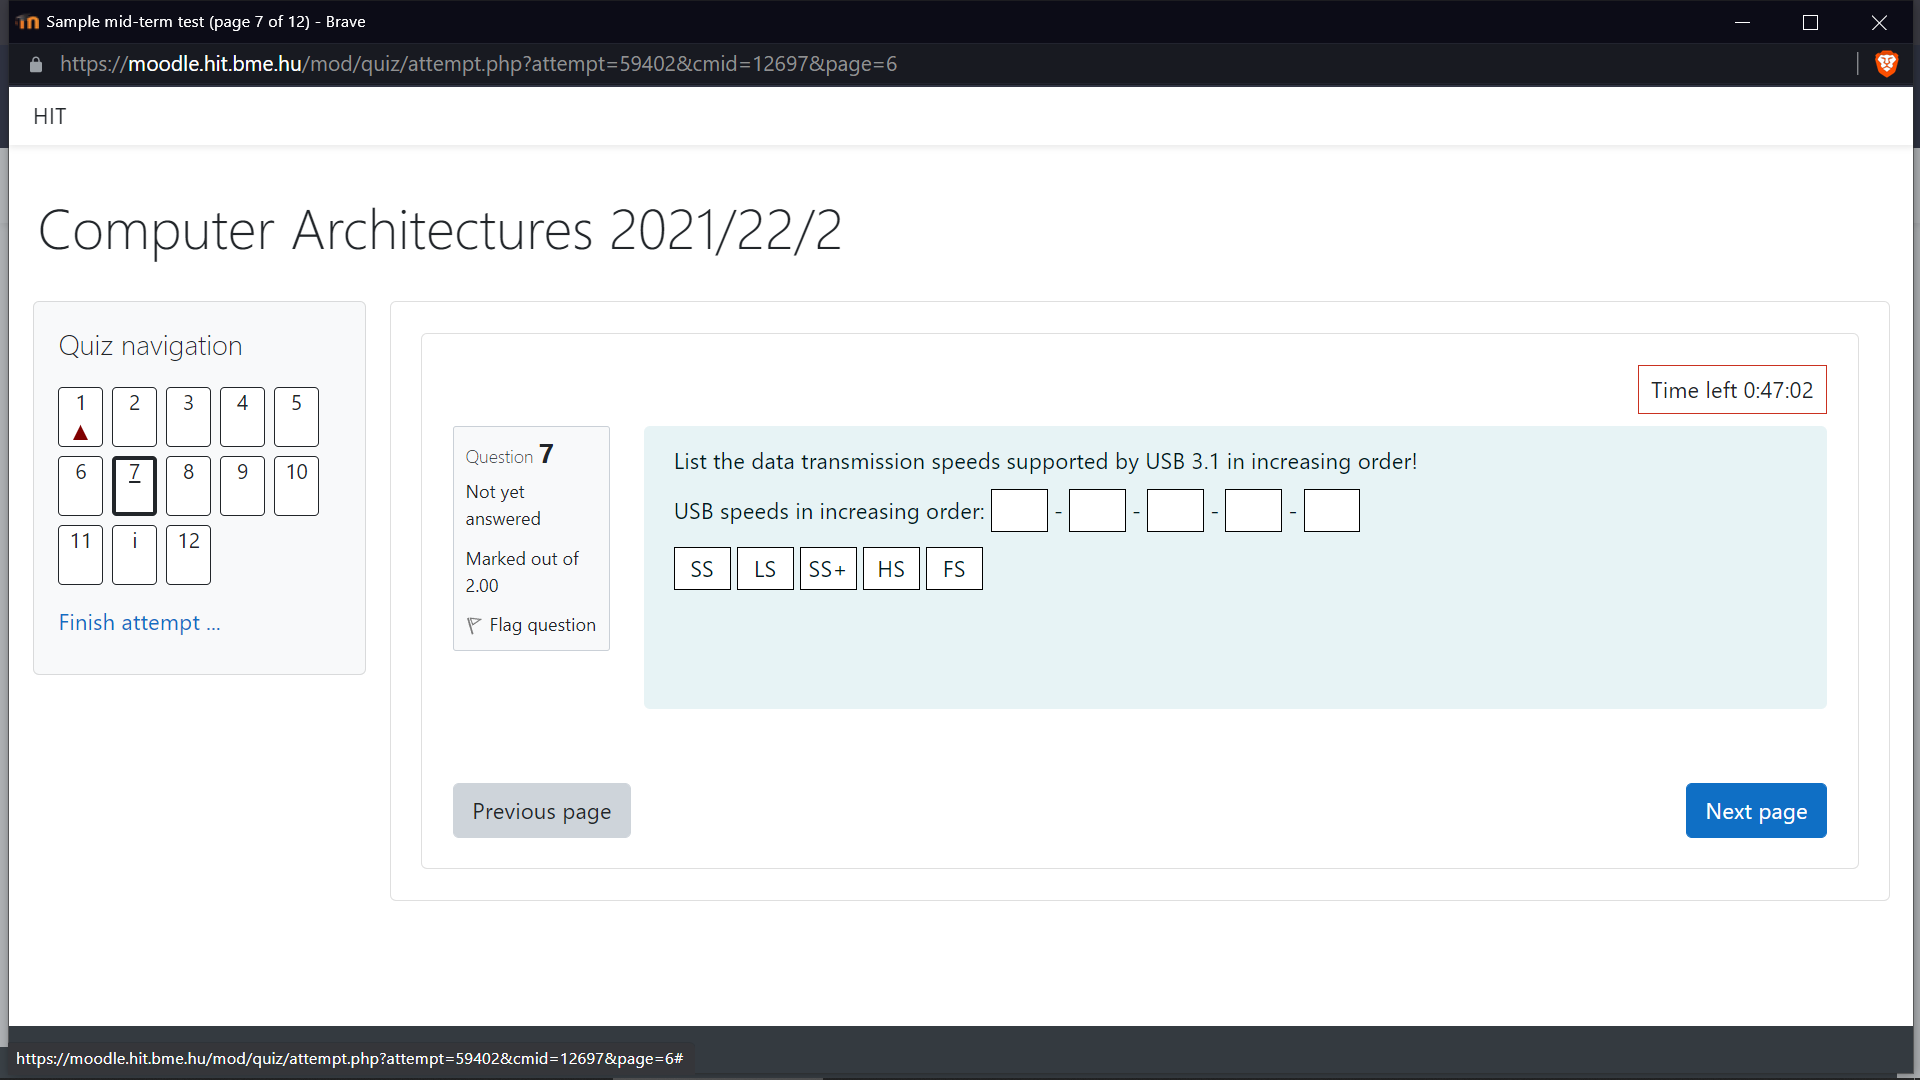 Sample mid-term test (page 7 of 12) - Brave
https://moodle.hit.bme.hu/mod/quiz/attempt.php?attempt=59402&cmid=12697&page=6
HIT
Computer Architectures 2021/22/2
Quiz navigation
1 2 3 4 5
6 7 8 9 10
11 i 12
Finish attempt ...
Time left 0:47:02
Question 7
Not yet
answered
Marked out of
2.00
Flag question
List the data transmission speeds supported by USB 3.1 in increasing order!
USB speeds in increasing order: - - - -
SS LS SS+ HS FS
Previous page
Next page
https://moodle.hit.bme.hu/mod/quiz/attempt.php?attempt=59402&cmid=12697&page=6#